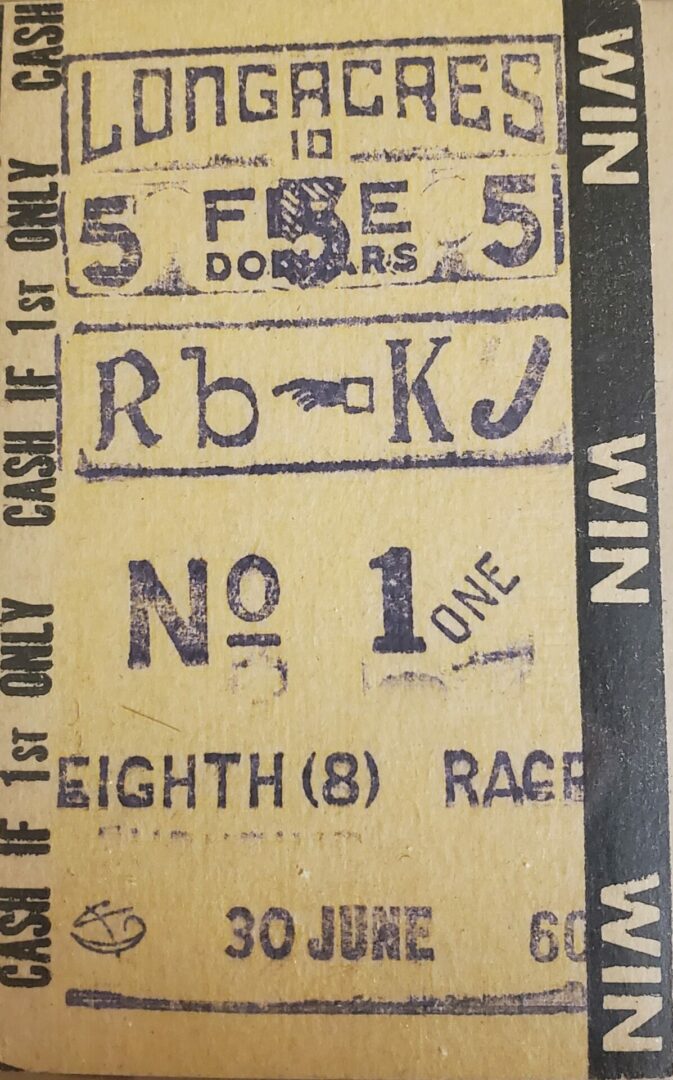 LONGACRES
10
5 FIVE 5 5
DOLLARS
Rb KJ
No 1 ONE
EIGHTH (8) RACE
30 JUNE 60
WIN
WIN
WIN
CASH IF 1ST ONLY
CASH IF 1ST ONLY
CASH